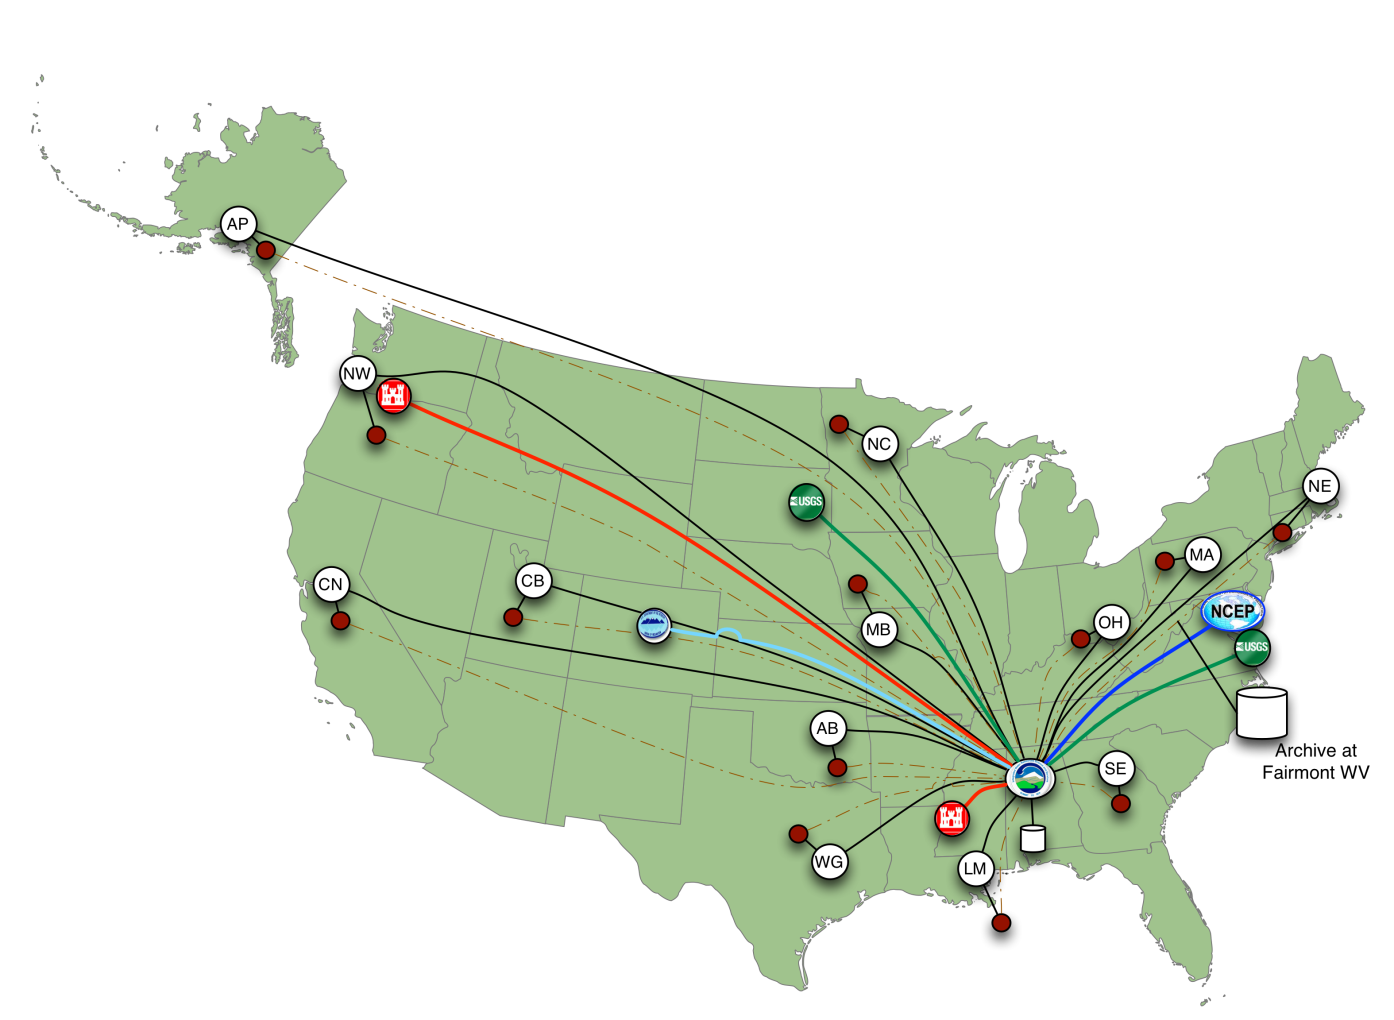 AP
NW
NC
USGS
NE
MA
CN
CB
NCEP
OH
MB
USGS
AB
Archive at
Fairmont WV
SE
WG
LM